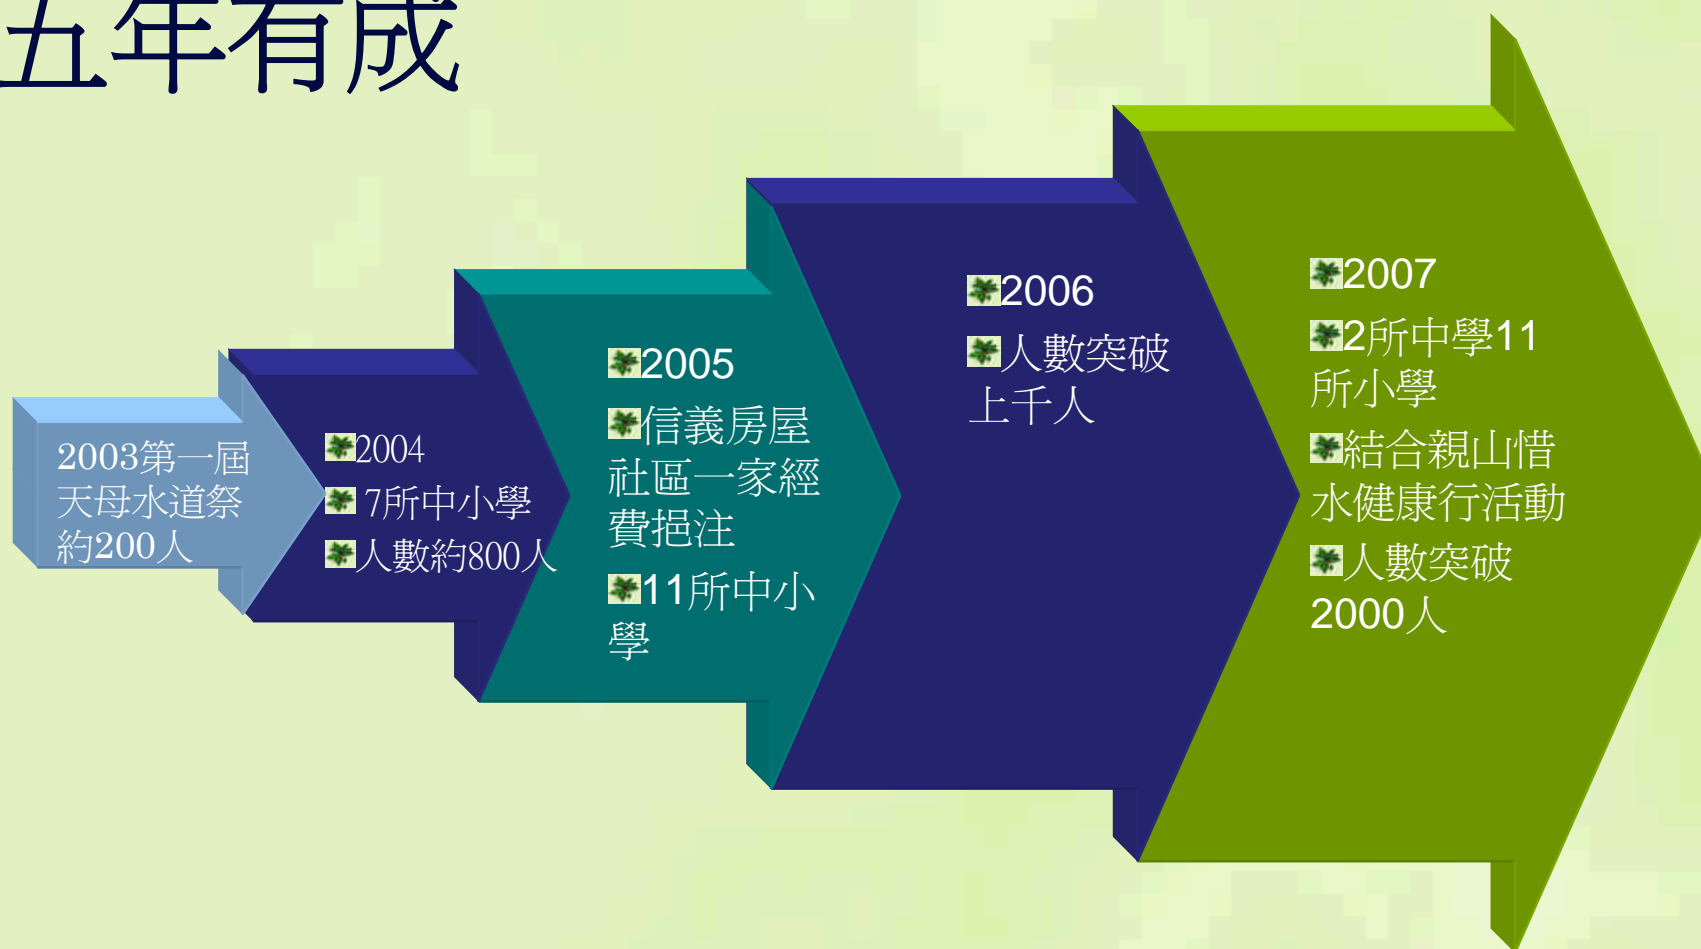 五年有成
2003第一屆
天母水道祭
約200人
2004
7所中小學
人數約800人
2005
信義房屋
社區一家經
費挹注
11所中小
學
2006
人數突破
上千人
2007
2所中學11
所小學
結合親山惜
水健康行活動
人數突破
2000人